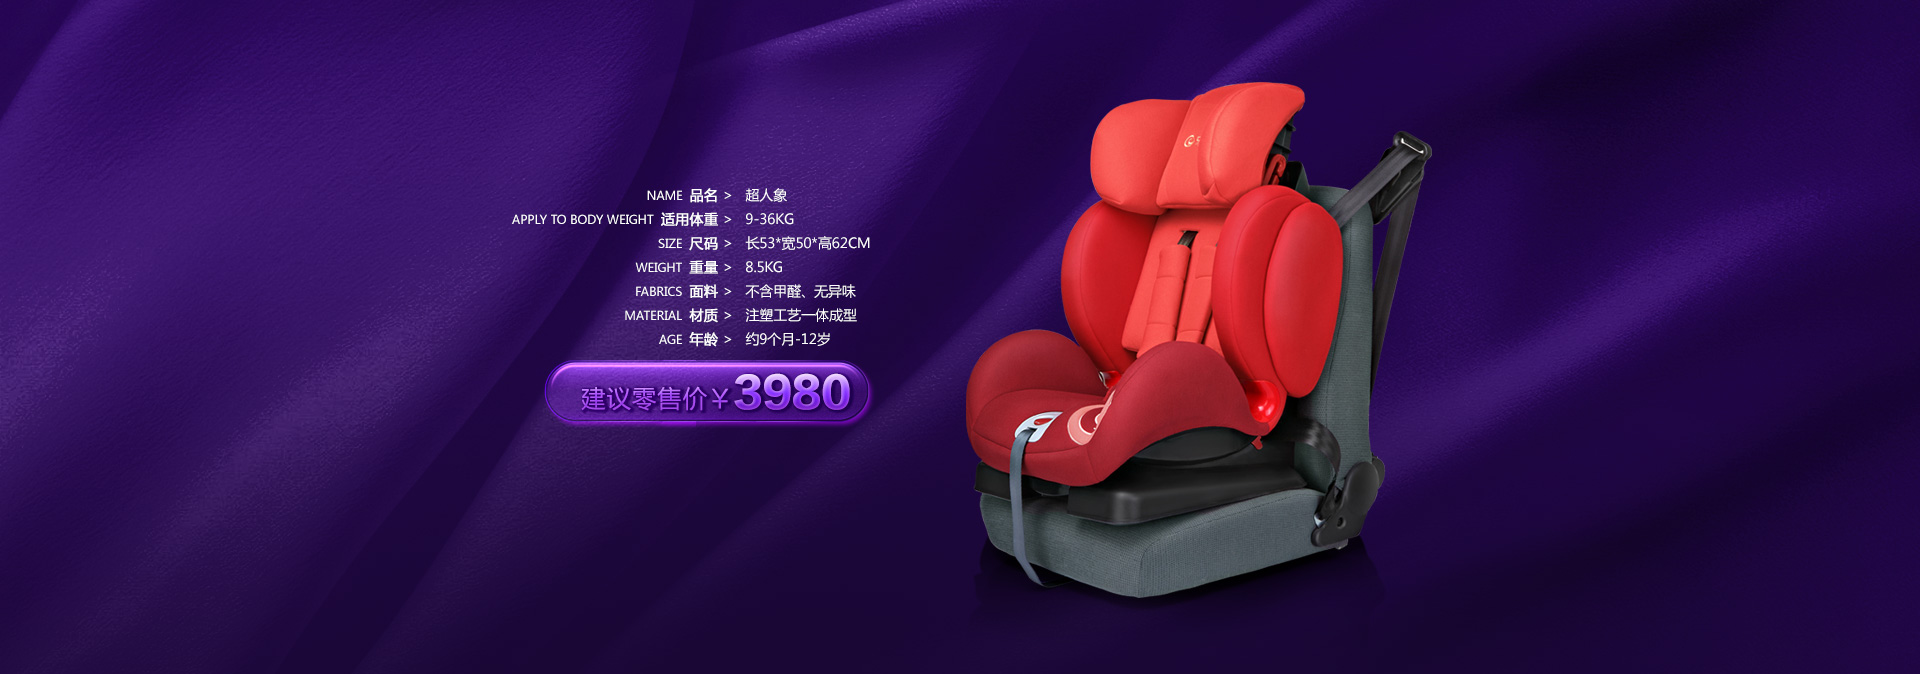 NAME 品名 > 超人象
APPLY TO BODY WEIGHT 适用体重 > 9-36KG
SIZE 尺码 > 长53*宽50*高62CM
WEIGHT 重量 > 8.5KG
FABRICS 面料 > 不含甲醛、无异味
MATERIAL 材质 > 注塑工艺一体成型
AGE 年龄 > 约9个月-12岁
建议零售价￥3980